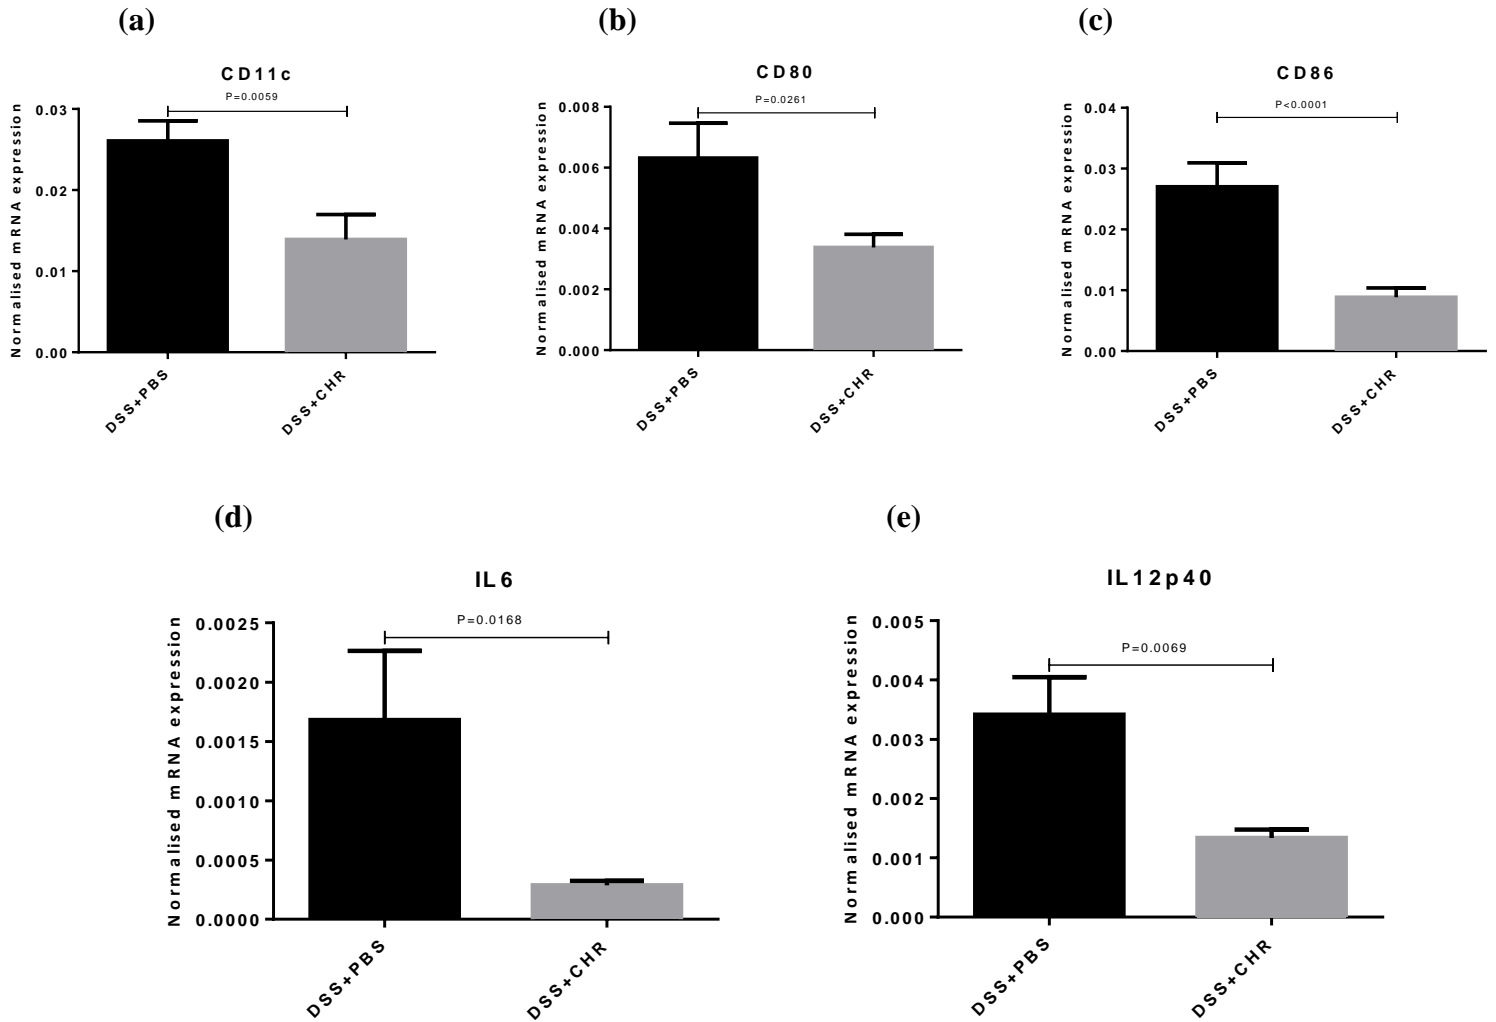 (a)
CD11c
P=0.0059
Normalised mRNA expression
0.03
0.02
0.01
0.00
DSS+PBS
DSS+CHR
(b)
CD80
P=0.0261
Normalised mRNA expression
0.008
0.006
0.004
0.002
0.000
DSS+PBS
DSS+CHR
(c)
CD86
P<0.0001
Normalised mRNA expression
0.04
0.03
0.02
0.01
0.00
DSS+PBS
DSS+CHR
(d)
IL6
P=0.0168
Normalised mRNA expression
0.0025
0.0020
0.0015
0.0010
0.0005
0.0000
DSS+PBS
DSS+CHR
(e)
IL12p40
P=0.0069
Normalised mRNA expression
0.005
0.004
0.003
0.002
0.001
0.000
DSS+PBS
DSS+CHR